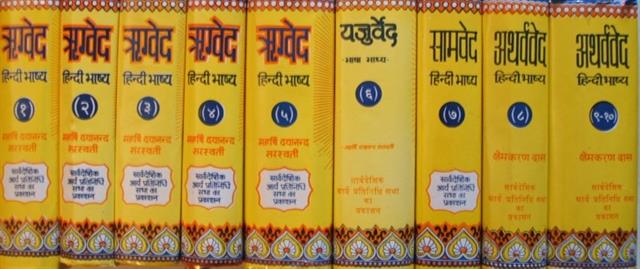 ऋग्वेद
हिन्दी भाष्य
१
महर्षि दयानन्द
सरस्वती
सार्वदेशिक
आर्य प्रतिनिधि
सभा का
प्रकाशन
ऋग्वेद
हिन्दी भाष्य
२
महर्षि दयानन्द
सरस्वती
सार्वदेशिक
आर्य प्रतिनिधि
सभा का
प्रकाशन
ऋग्वेद
हिन्दी भाष्य
३
महर्षि दयानन्द
सरस्वती
सार्वदेशिक
आर्य प्रतिनिधि
सभा का
प्रकाशन
ऋग्वेद
हिन्दी भाष्य
४
महर्षि दयानन्द
सरस्वती
सार्वदेशिक
आर्य प्रतिनिधि
सभा का
प्रकाशन
ऋग्वेद
हिन्दी भाष्य
५
महर्षि दयानन्द
सरस्वती
सार्वदेशिक
आर्य प्रतिनिधि
सभा का
प्रकाशन
यजुर्वेद
भाषा भाष्य
६
सार्वदेशिक
आर्य प्रतिनिधि सभा
का
प्रकाशन
सामवेद
हिन्दी भाष्य
७
सार्वदेशिक
आर्य प्रतिनिधि
सभा का
प्रकाशन
अथर्ववेद
हिन्दी भाष्य
८
क्षेमकरण दास
सार्वदेशिक
आर्य प्रतिनिधि सभा
का
प्रकाशन
अथर्ववेद
हिन्दी भाष्य
९-१०
क्षेमकरण दास
सार्वदेशिक
आर्य प्रतिनिधि सभा
का
प्रकाशन